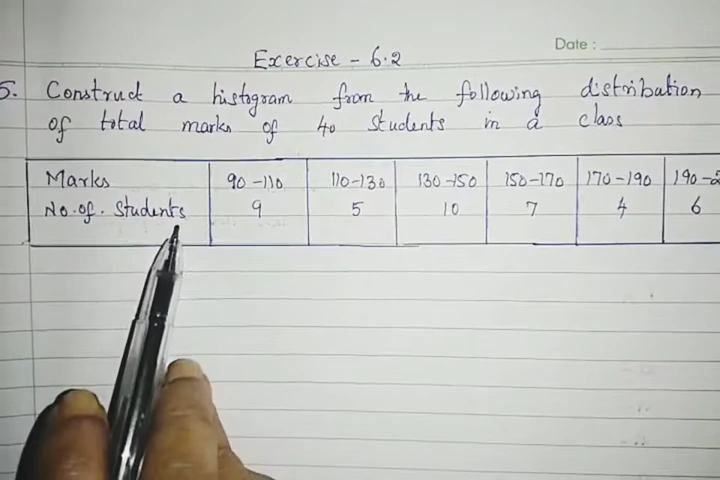 Date :
Exercise - 6.2
5. Construct a histogram from the following distribution
of total marks of 40 students in a class
Marks 90-110 110-130 130-150 150-170 170-190 190-2
No. of. Students 9 5 10 7 4 6